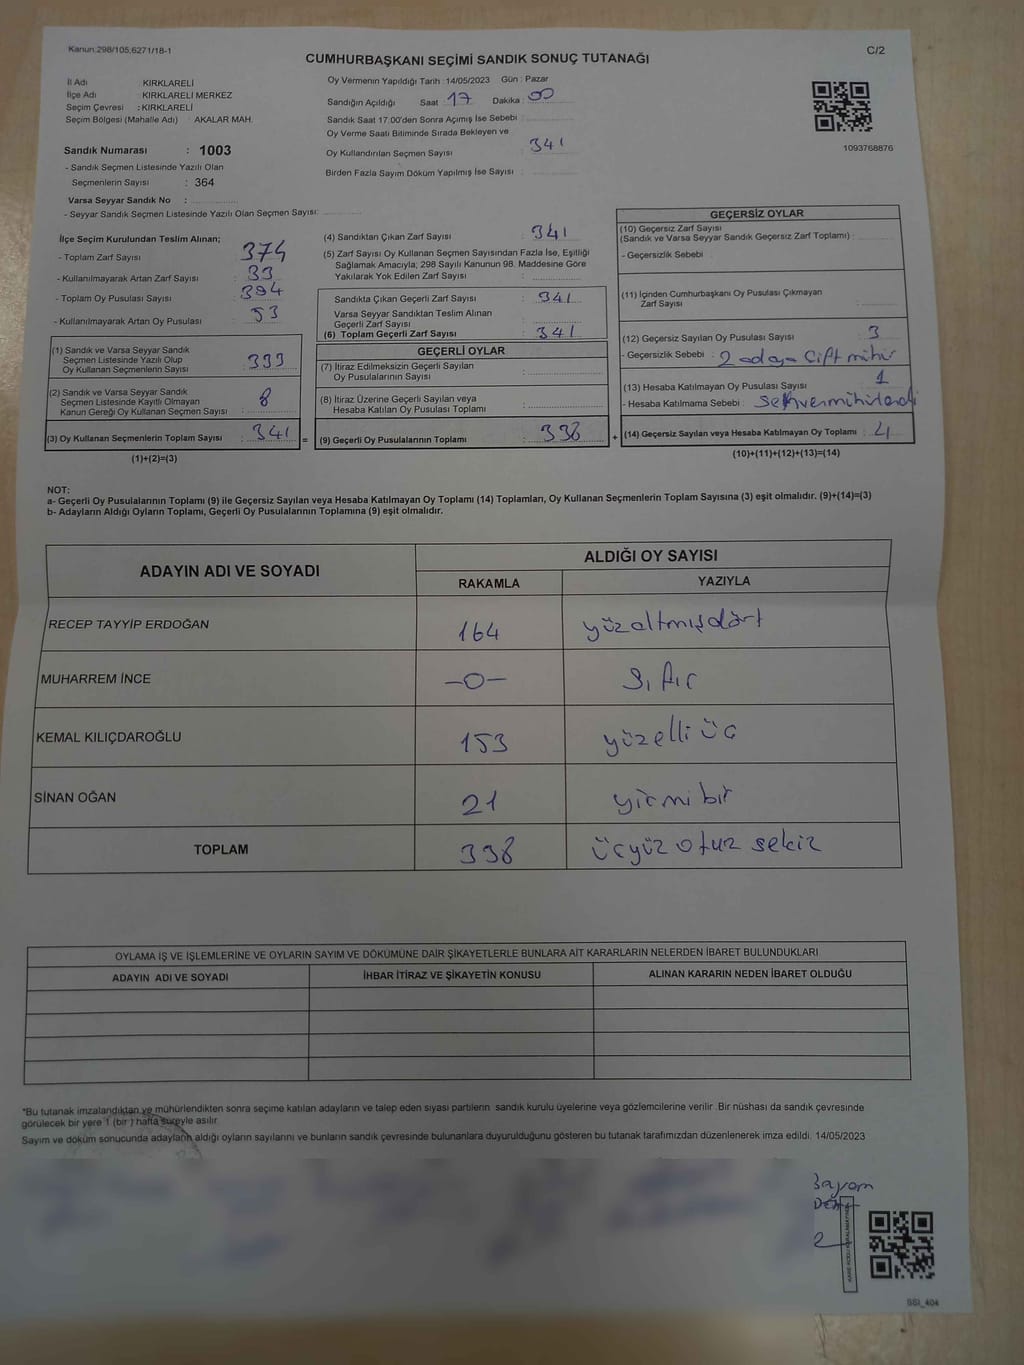 Kanun:298/105;6271/18-1
C/2
CUMHURBAŞKANI SEÇİMİ SANDIK SONUÇ TUTANAĞI
İl Adı : KIRKLARELİ
İlçe Adı : KIRKLARELİ MERKEZ
Seçim Çevresi : KIRKLARELİ
Seçim Bölgesi (Mahalle Adı) : AKALAR MAH.
Sandık Numarası : 1003
- Sandık Seçmen Listesinde Yazılı Olan
Seçmenlerin Sayısı : 364
Varsa Seyyar Sandık No :
- Seyyar Sandık Seçmen Listesinde Yazılı Olan Seçmen Sayısı:
Oy Vermenin Yapıldığı Tarih : 14/05/2023 Gün : Pazar
Sandığın Açıldığı Saat : 17 Dakika : 00
Sandık Saat 17.00'den Sonra Açımış İse Sebebi :
Oy Verme Saati Bitiminde Sırada Bekleyen ve
Oy Kullandırılan Seçmen Sayısı : 341
Birden Fazla Sayım Döküm Yapılmış İse Sayısı :
1093768876
İlçe Seçim Kurulundan Teslim Alınan;
- Toplam Zarf Sayısı : 374
- Kullanılmayarak Artan Zarf Sayısı : 33
- Toplam Oy Pusulası Sayısı : 394
- Kullanılmayarak Artan Oy Pusulası : 53
(1) Sandık ve Varsa Seyyar Sandık
Seçmen Listesinde Yazılı Olup
Oy Kullanan Seçmenlerin Sayısı : 333
(2) Sandık ve Varsa Seyyar Sandık
Seçmen Listesinde Kayıtlı Olmayan
Kanun Gereği Oy Kullanan Seçmen Sayısı : 8
(3) Oy Kullanan Seçmenlerin Toplam Sayısı : 341 =
(1)+(2)=(3)
(4) Sandıktan Çıkan Zarf Sayısı : 341
(5) Zarf Sayısı Oy Kullanan Seçmen Sayısından Fazla İse, Eşitliği
Sağlamak Amacıyla; 298 Sayılı Kanunun 98. Maddesine Göre
Yakılarak Yok Edilen Zarf Sayısı :
Sandıkta Çıkan Geçerli Zarf Sayısı : 341
Varsa Seyyar Sandıktan Teslim Alınan
Geçerli Zarf Sayısı :
(6) Toplam Geçerli Zarf Sayısı : 341
GEÇERLİ OYLAR
(7) İtiraz Edilmeksizin Geçerli Sayılan
Oy Pusulalarının Sayısı :
(8) İtiraz Üzerine Geçerli Sayılan veya
Hesaba Katılan Oy Pusulası Toplamı :
(9) Geçerli Oy Pusulalarının Toplamı : 338 +
GEÇERSİZ OYLAR
(10) Geçersiz Zarf Sayısı
(Sandık ve Varsa Seyyar Sandık Geçersiz Zarf Toplamı) :
- Geçersizlik Sebebi :
(11) İçinden Cumhurbaşkanı Oy Pusulası Çıkmayan
Zarf Sayısı :
(12) Geçersiz Sayılan Oy Pusulası Sayısı : 3
- Geçersizlik Sebebi : 2 adaya çift mühür
(13) Hesaba Katılmayan Oy Pusulası Sayısı : 1
- Hesaba Katılmama Sebebi :
(14) Geçersiz Sayılan veya Hesaba Katılmayan Oy Toplamı : 4
(10)+(11)+(12)+(13)=(14)
NOT:
a- Geçerli Oy Pusulalarının Toplamı (9) ile Geçersiz Sayılan veya Hesaba Katılmayan Oy Toplamı (14) Toplamları, Oy Kullanan Seçmenlerin Toplam Sayısına (3) eşit olmalıdır. (9)+(14)=(3)
b- Adayların Aldığı Oyların Toplamı, Geçerli Oy Pusulalarının Toplamına (9) eşit olmalıdır.
ADAYIN ADI VE SOYADI ALDIĞI OY SAYISI
RAKAMLA YAZIYLA
RECEP TAYYİP ERDOĞAN 164 yüzaltmışdört
MUHARREM İNCE -0- sıfır
KEMAL KILIÇDAROĞLU 153 yüzelli üç
SİNAN OĞAN 21 yirmi bir
TOPLAM 338 üçyüz otuz sekiz
OYLAMA İŞ VE İŞLEMLERİNE VE OYLARIN SAYIM VE DÖKÜMÜNE DAİR ŞİKAYETLERLE BUNLARA AİT KARARLARIN NELERDEN İBARET BULUNDUKLARI
ADAYIN ADI VE SOYADI İHBAR İTİRAZ VE ŞİKAYETİN KONUSU ALINAN KARARIN NEDEN İBARET OLDUĞU
*Bu tutanak imzalandıktan ve mühürlendikten sonra seçime katılan adayların ve talep eden siyasi partilerin sandık kurulu üyelerine veya gözlemcilerine verilir. Bir nüshası da sandık çevresinde
görülecek bir yere 1 (bir) hafta süreyle asılır.
Sayım ve döküm sonucunda adayların aldığı oyların sayılarını ve bunların sandık çevresinde bulunanlara duyurulduğunu gösteren bu tutanak tarafımızdan düzenlenerek imza edildi. 14/05/2023
SSI_404